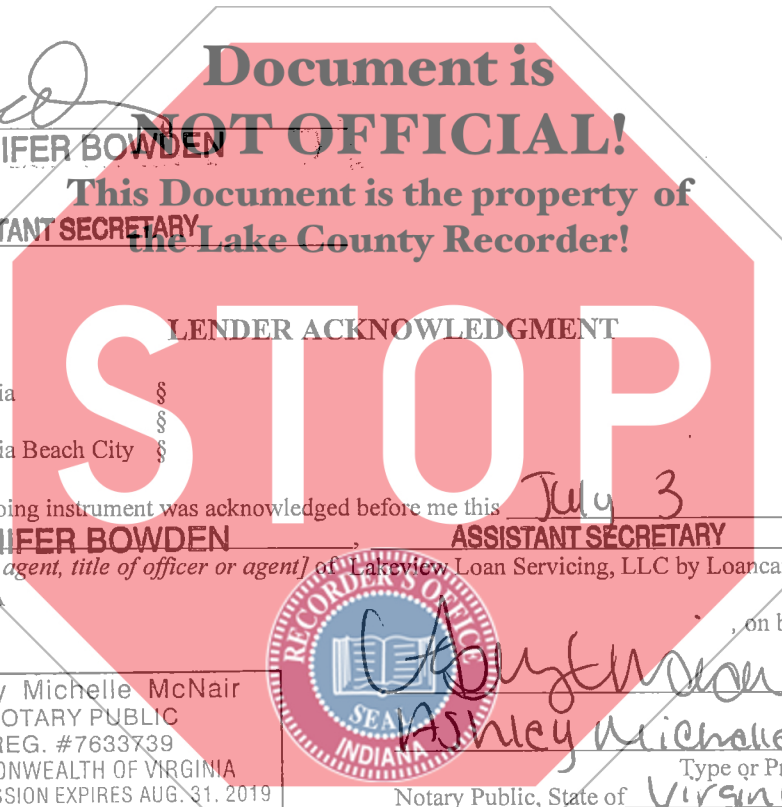 Document is
NOT OFFICIAL!
IFER BOWDEN
This Document is the property of
TANT SECRETARY
the Lake County Recorder!
LENDER ACKNOWLEDGMENT
STOP
ia §
§
ia Beach City §
oing instrument was acknowledged before me this July 3
IFER BOWDEN , ASSISTANT SECRETARY
agent, title of officer or agent] of Lakeview Loan Servicing, LLC by Loanca
, on b
RECORDER'S OFFICE
SEAL
INDIANA
y Michelle McNair
OTARY PUBLIC
REG. #7633739
ONWEALTH OF VIRGINIA
SSION EXPIRES AUG. 31, 2019
Ashley Michelle
Type or Pr
Notary Public, State of Virgin